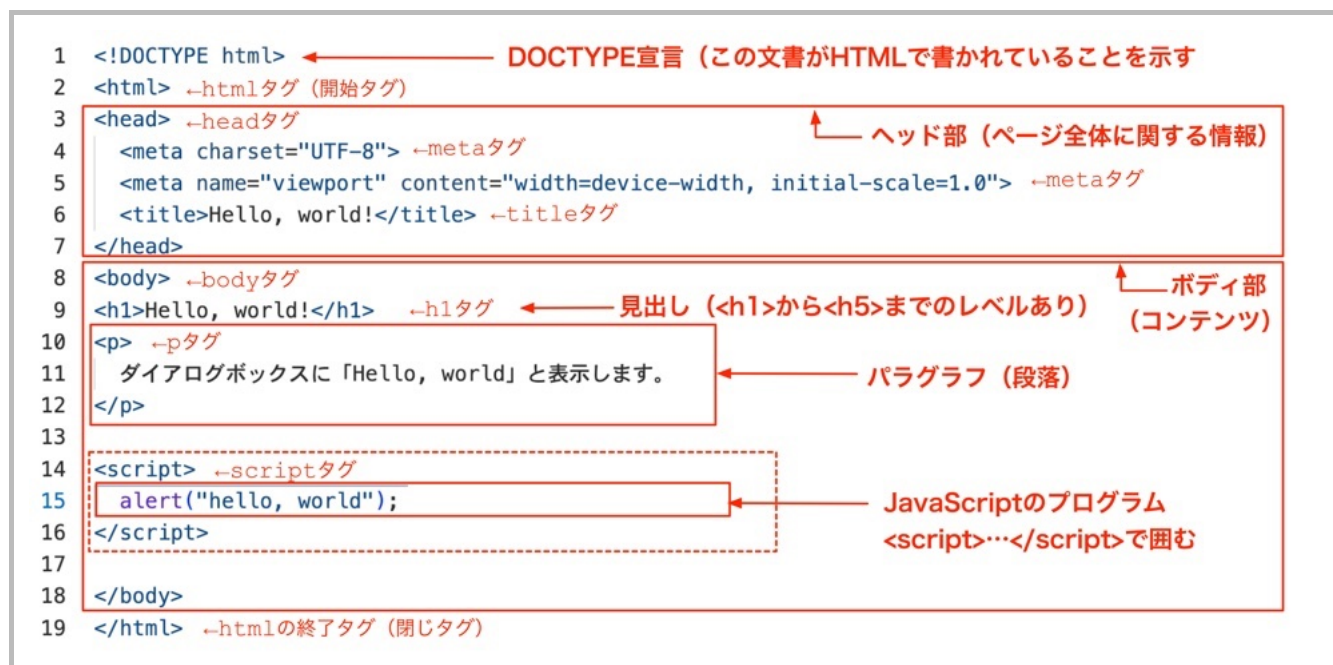 1 <!DOCTYPE html> DOCTYPE宣言（この文書がHTMLで書かれていることを示す
2 <html> ←htmlタグ（開始タグ）
3 <head> ←headタグ
ヘッド部（ページ全体に関する情報）
4 <meta charset="UTF-8"> ←metaタグ
5 <meta name="viewport" content="width=device-width, initial-scale=1.0"> ←metaタグ
6 <title>Hello, world!</title> ←titleタグ
7 </head>
8 <body> ←bodyタグ
ボディ部
（コンテンツ）
9 <h1>Hello, world!</h1> ←h1タグ 見出し（<h1>から<h5>までのレベルあり）
10 <p> ←pタグ
11 ダイアログボックスに「Hello, world」と表示します。 パラグラフ（段落）
12 </p>
13
14 <script> ←scriptタグ
15 alert("hello, world"); JavaScriptのプログラム
16 </script> <script>…</script>で囲む
17
18 </body>
19 </html> ←htmlの終了タグ（閉じタグ）